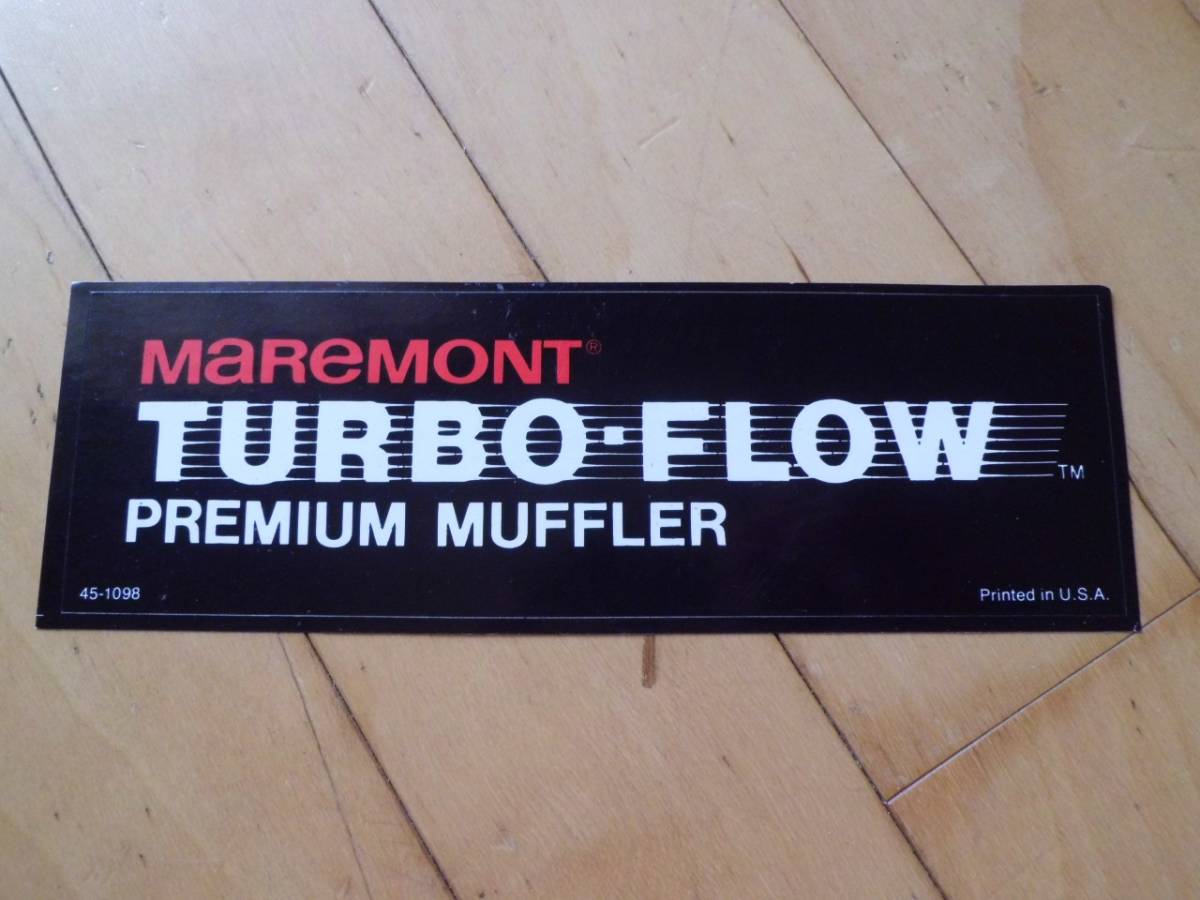 MaReMONT®
TURBO-FLOW™
PREMIUM MUFFLER
45-1098
Printed in U.S.A.